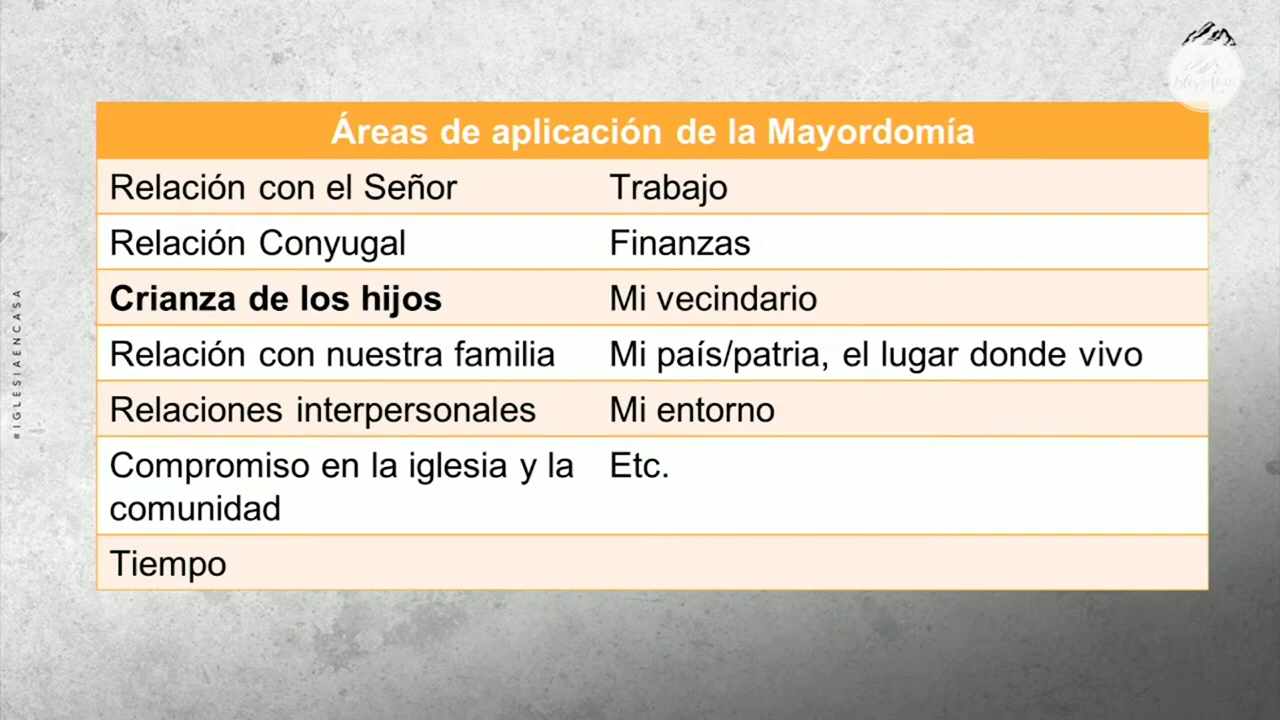 Áreas de aplicación de la Mayordomía
Relación con el Señor
Trabajo
Relación Conyugal
Finanzas
Crianza de los hijos
Mi vecindario
Relación con nuestra familia
Mi país/patria, el lugar donde vivo
Relaciones interpersonales
Mi entorno
Compromiso en la iglesia y la
comunidad
Etc.
Tiempo
#IGLESIAENCASA